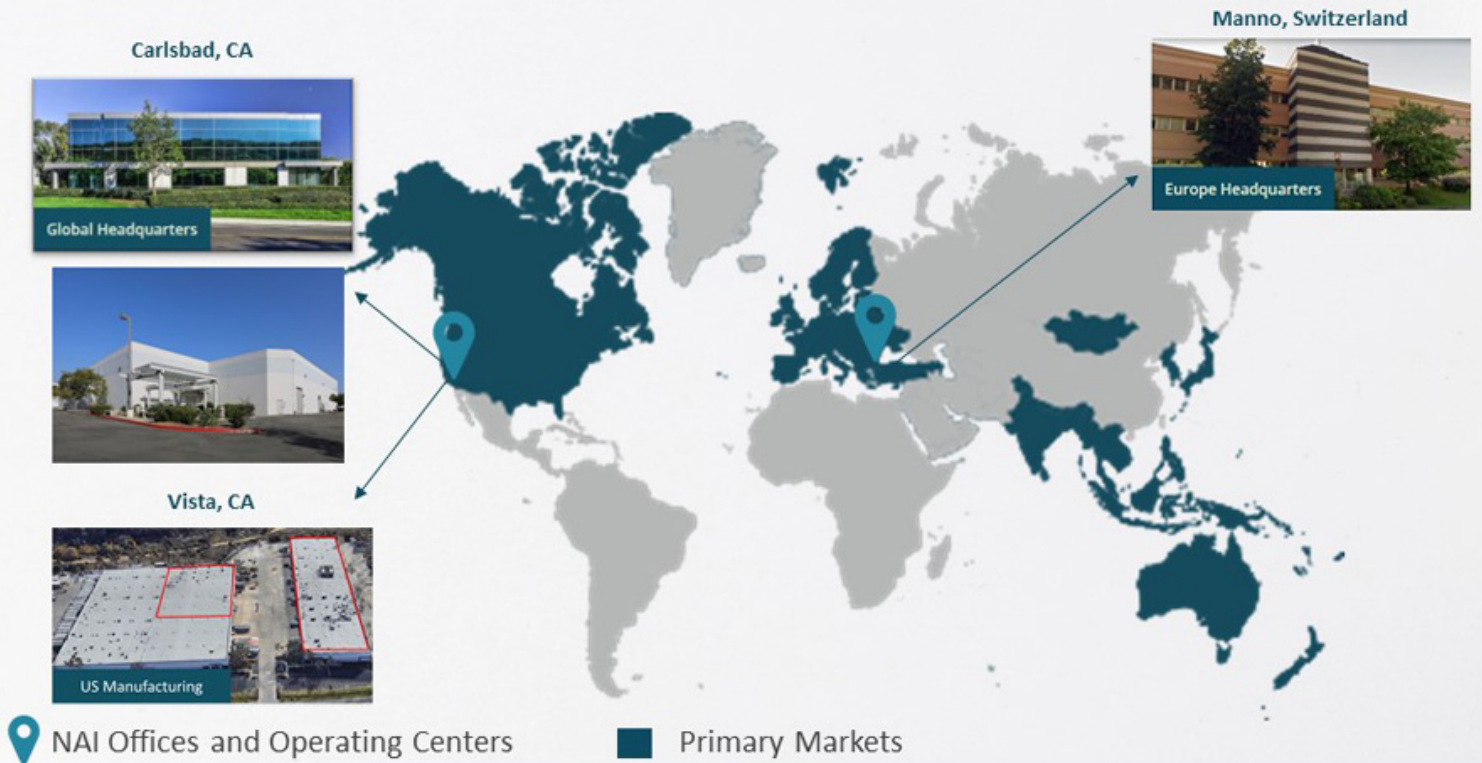 Manno, Switzerland
Carlsbad, CA
Global Headquarters
Europe Headquarters
Vista, CA
US Manufacturing
NAI Offices and Operating Centers
Primary Markets